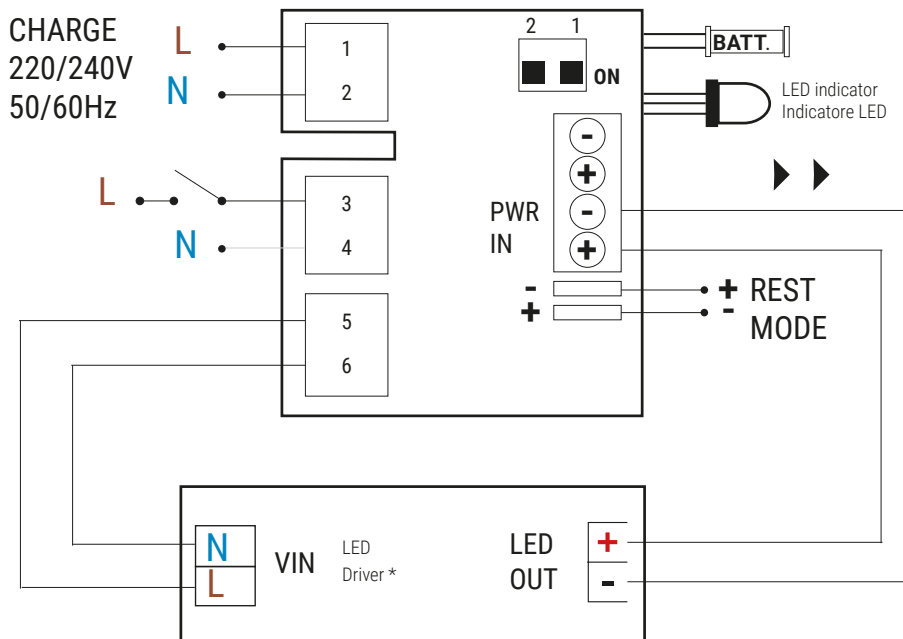 CHARGE
220/240V
50/60Hz
L
N
1
2
2 1
ON
BATT.
LED indicator
Indicatore LED
L
N
3
4
-
+
-
+
PWR
IN
- + REST
+ - MODE
5
6
N
L
VIN
LED
Driver *
LED
OUT
+
-